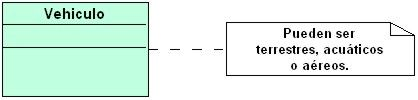 Vehiculo
Pueden ser
terrestres, acuáticos
o aéreos.